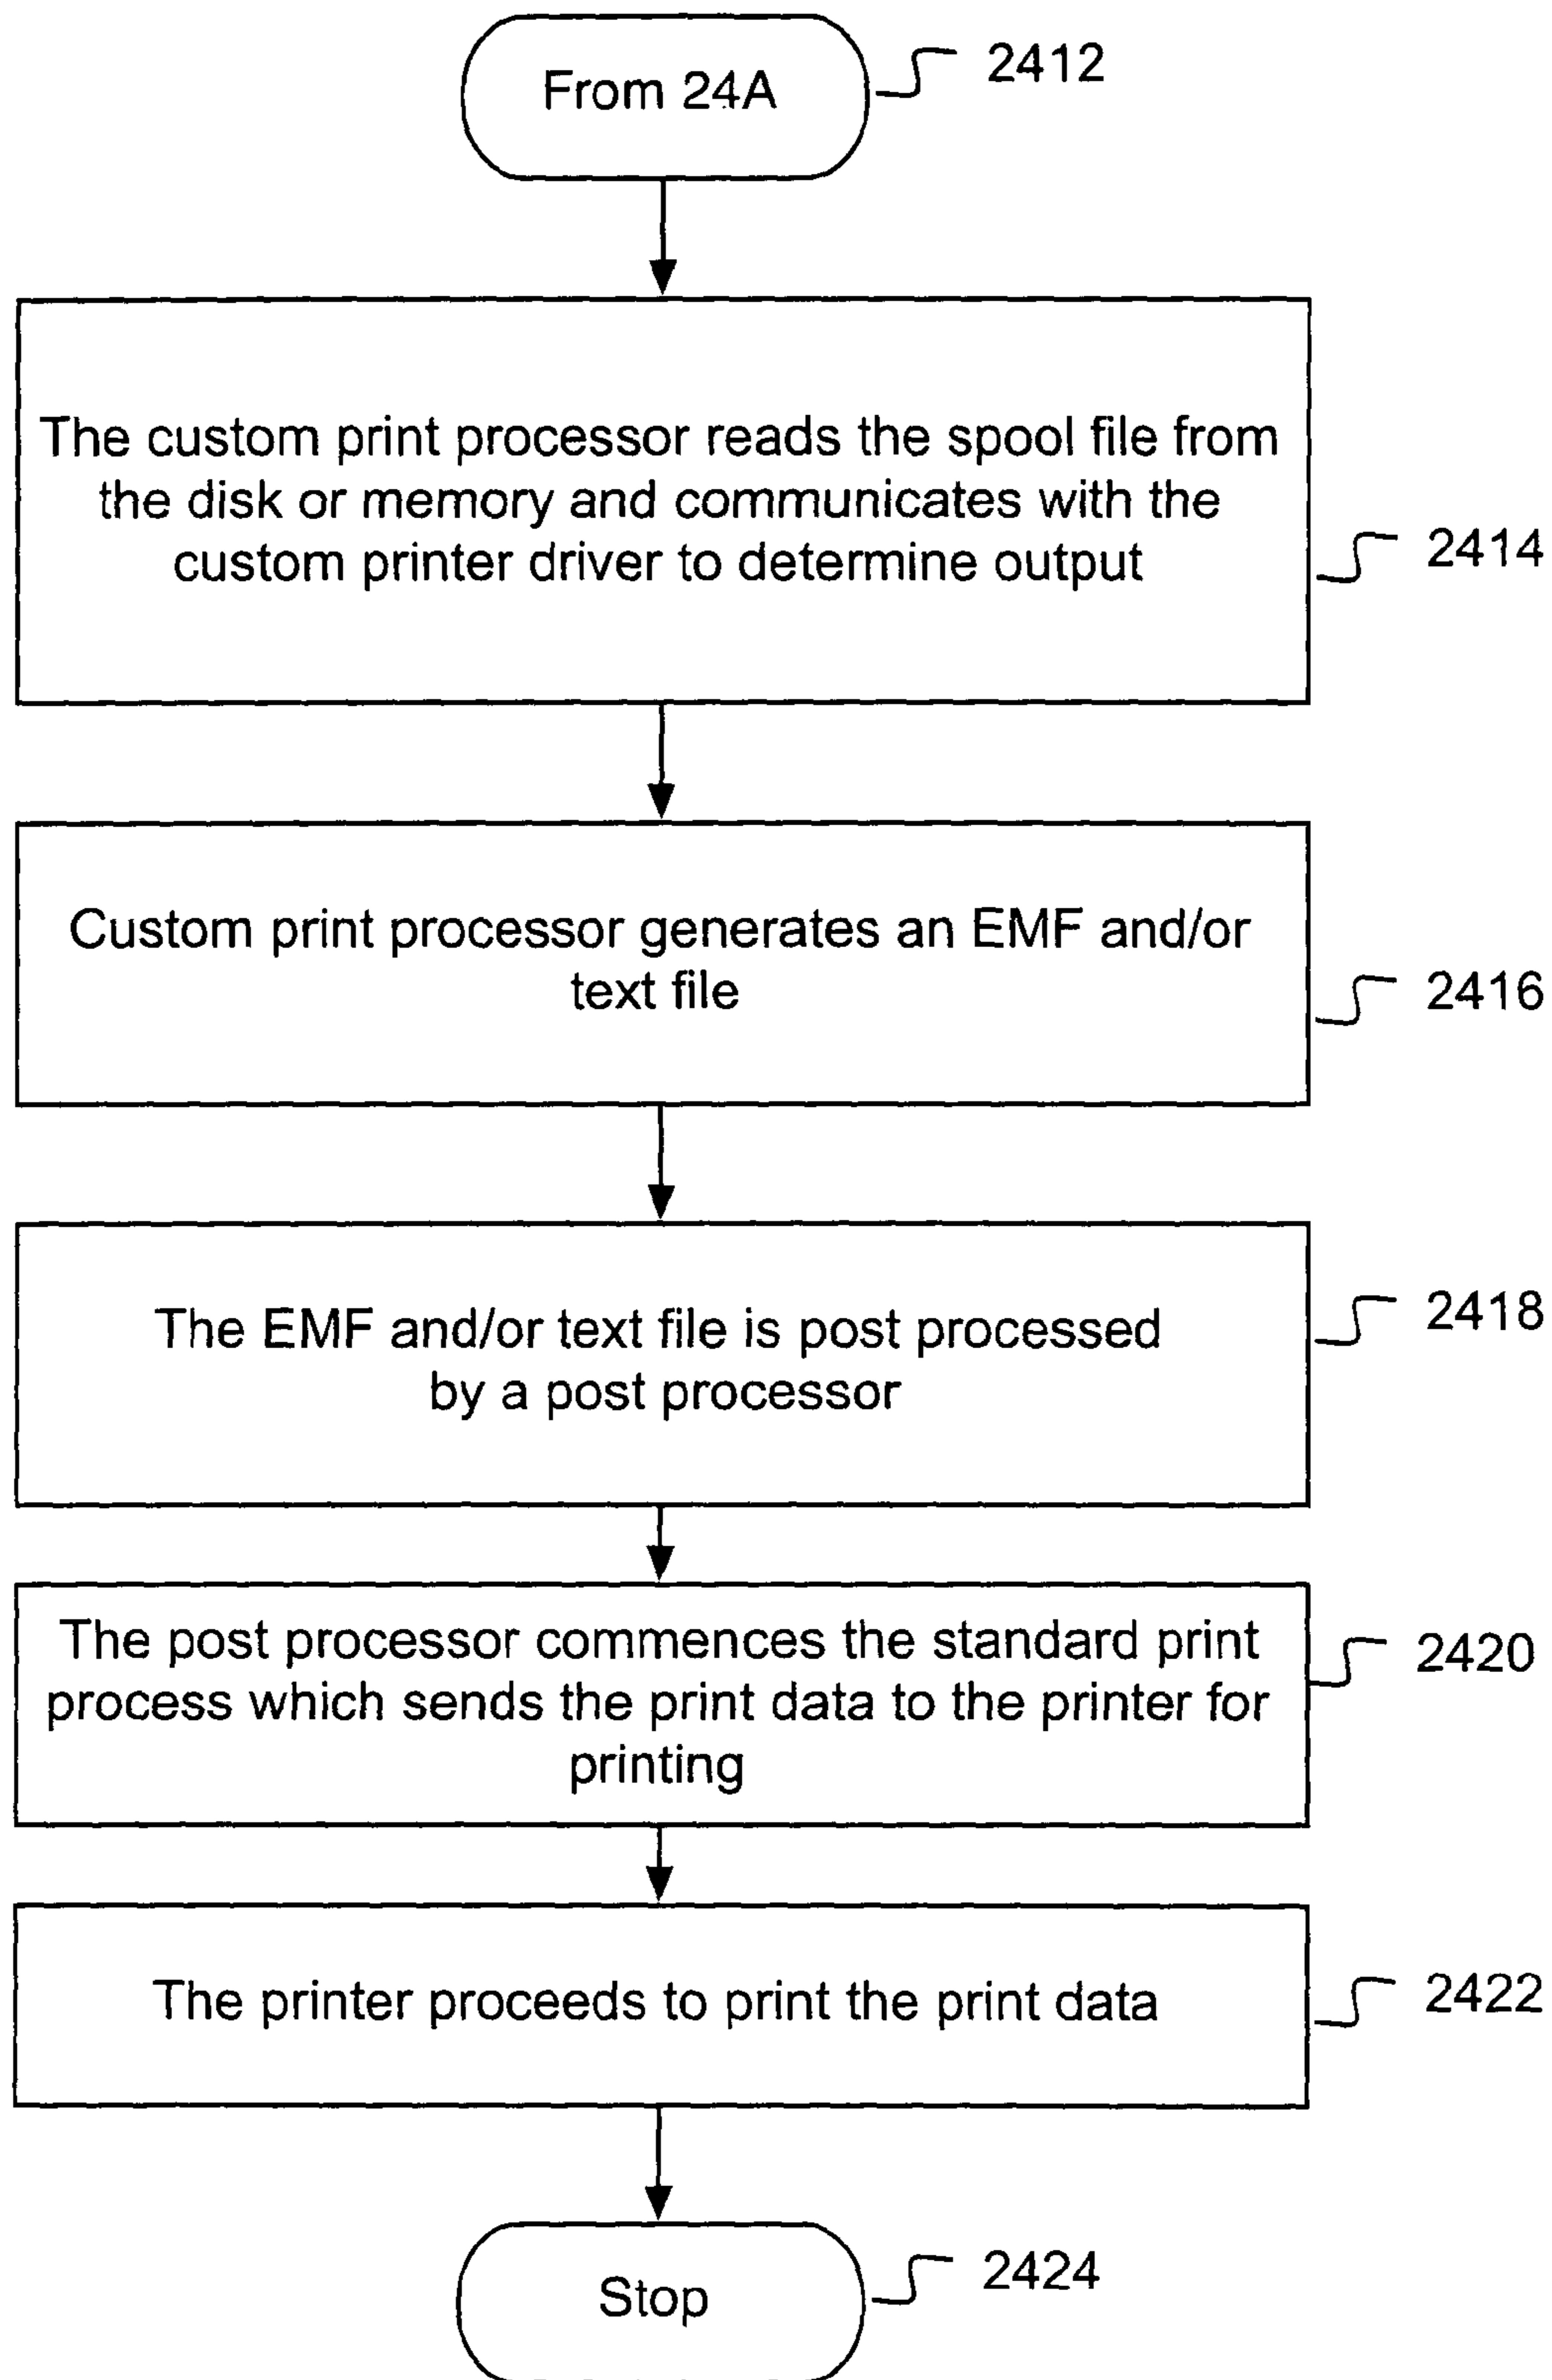 From 24A
2412
The custom print processor reads the spool file from
the disk or memory and communicates with the
custom printer driver to determine output
2414
Custom print processor generates an EMF and/or
text file
2416
The EMF and/or text file is post processed
by a post processor
2418
The post processor commences the standard print
process which sends the print data to the printer for
printing
2420
The printer proceeds to print the print data
2422
Stop
2424